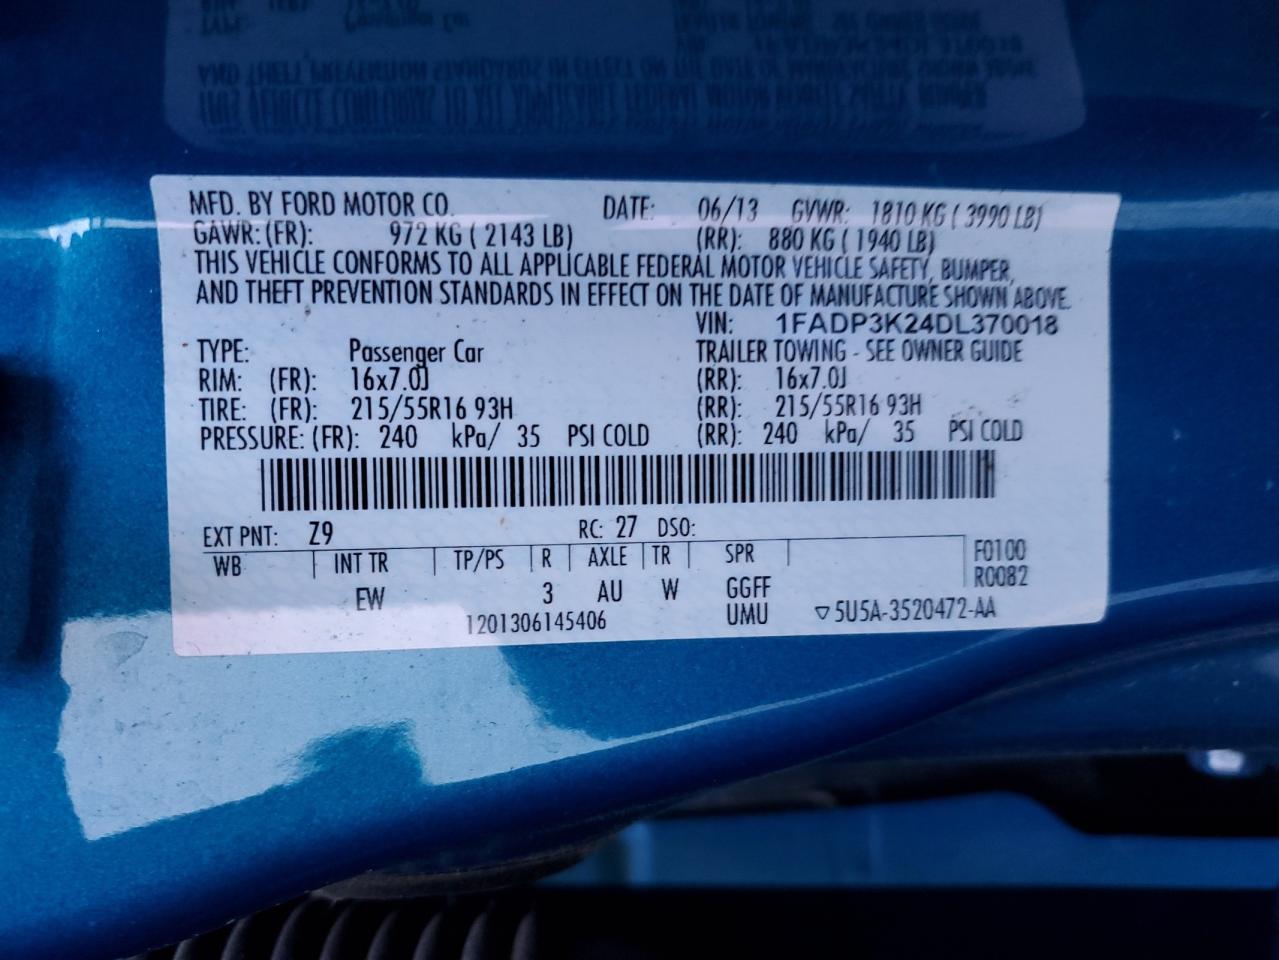 MFD. BY FORD MOTOR CO. DATE: 06/13 GVWR: 1810 KG ( 3990 LB)
GAWR: (FR): 972 KG ( 2143 LB) (RR): 880 KG ( 1940 LB)
THIS VEHICLE CONFORMS TO ALL APPLICABLE FEDERAL MOTOR VEHICLE SAFETY, BUMPER,
AND THEFT PREVENTION STANDARDS IN EFFECT ON THE DATE OF MANUFACTURE SHOWN ABOVE.
VIN: 1FADP3K24DL370018
TYPE: Passenger Car TRAILER TOWING - SEE OWNER GUIDE
RIM: (FR): 16x7.0J (RR): 16x7.0J
TIRE: (FR): 215/55R16 93H (RR): 215/55R16 93H
PRESSURE: (FR): 240 kPa/ 35 PSI COLD (RR): 240 kPa/ 35 PSI COLD
EXT PNT: Z9 RC: 27 DSO:
WB INT TR TP/PS R AXLE TR SPR F0100
R0082
EW 3 AU W GGFF
1201306145406 UMU ▽5U5A-3520472-AA